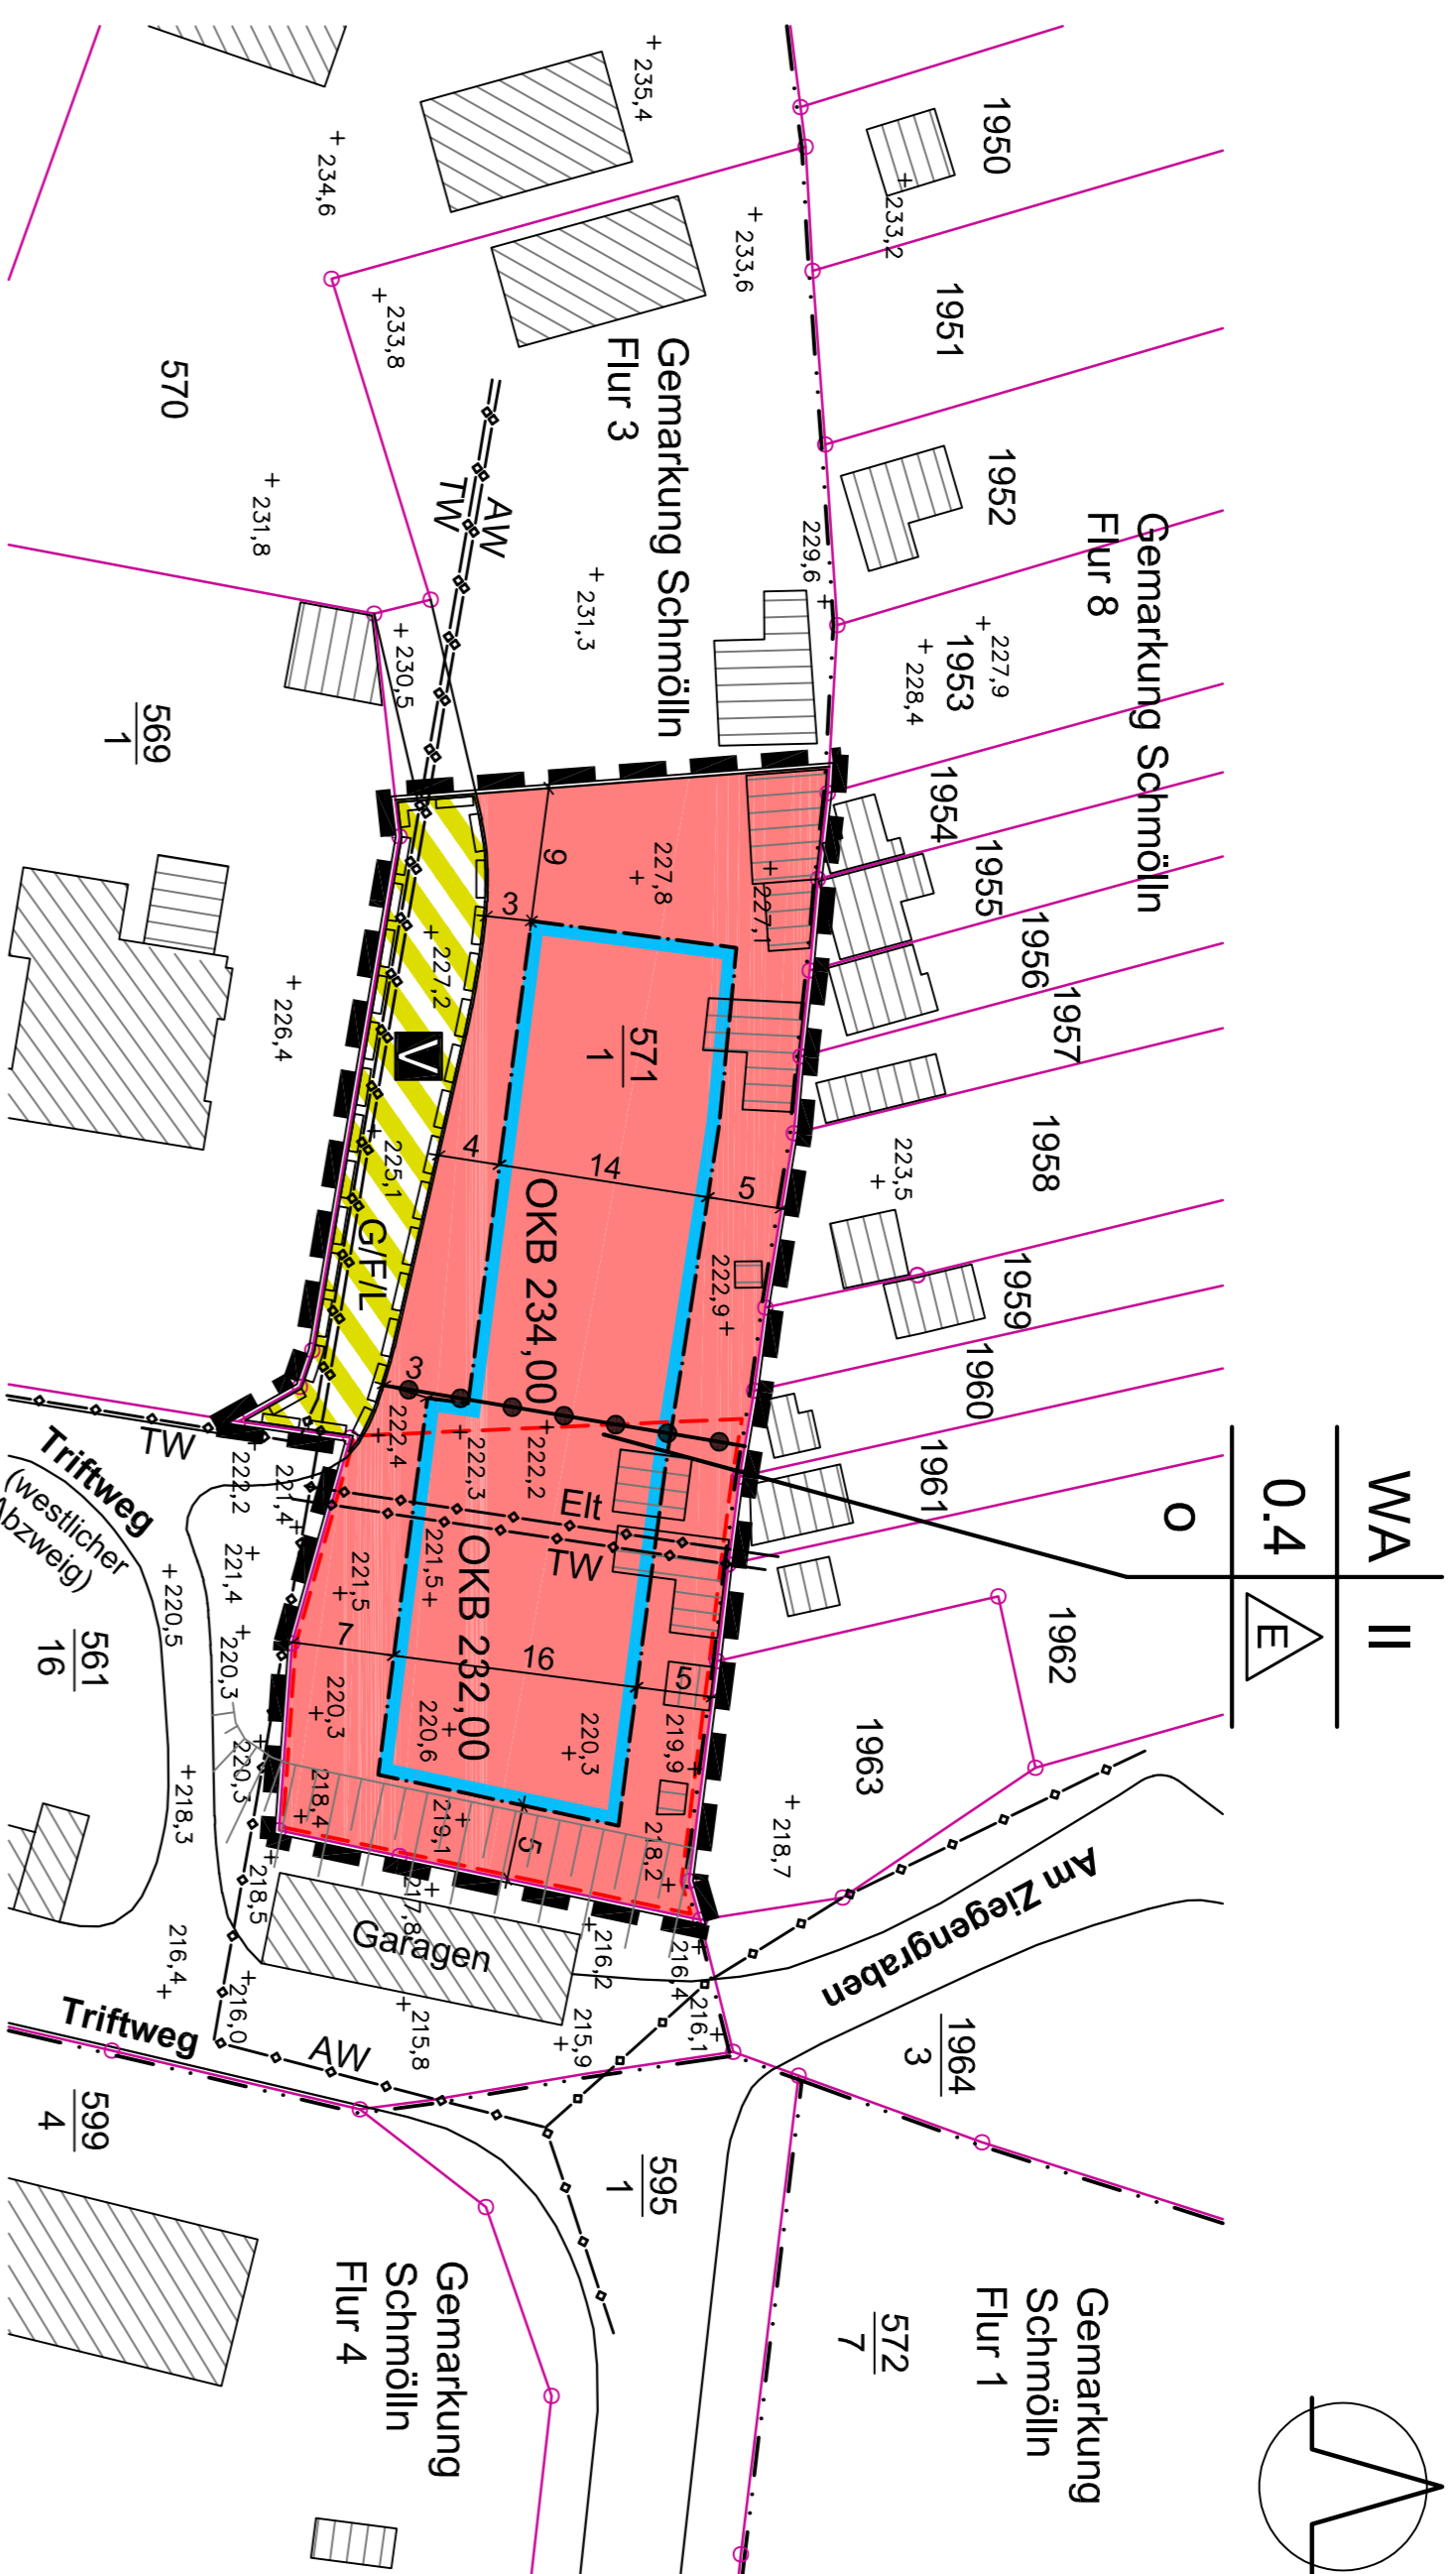 WA II
0.4 E
o
Gemarkung Schmölln
Flur 8
1950
1951
1952
1953
1954
1955
1956
1957
1958
1959
1960
1961
1962
1963
1964
3
233,2
227,9
228,4
223,5
218,7
Am Ziegengraben
Gemarkung
Schmölln
Flur 1
572
7
Gemarkung Schmölln
Flur 3
235,4
234,6
233,6
233,8
231,3
229,6
231,8
230,5
AW
TW
570
569
1
226,4
227,8
227,1
9
3
571
1
227,2
V
225,1
G/F/L
4
14
5
OKB 234,00
222,9
3
222,4
222,3
222,2
Elt
TW
221,5
221,5
OKB 232,00
7
16
5
220,3
220,6
220,3
219,9
218,4
219,1
218,2
5
217,8
Garagen
216,2
216,4
216,1
215,9
215,8
216,0
218,5
220,3
220,3
221,4
221,4
222,2
TW
Triftweg
(westlicher
Abzweig)
220,5
561
16
218,3
216,4
Triftweg
AW
595
1
599
4
Gemarkung
Schmölln
Flur 4